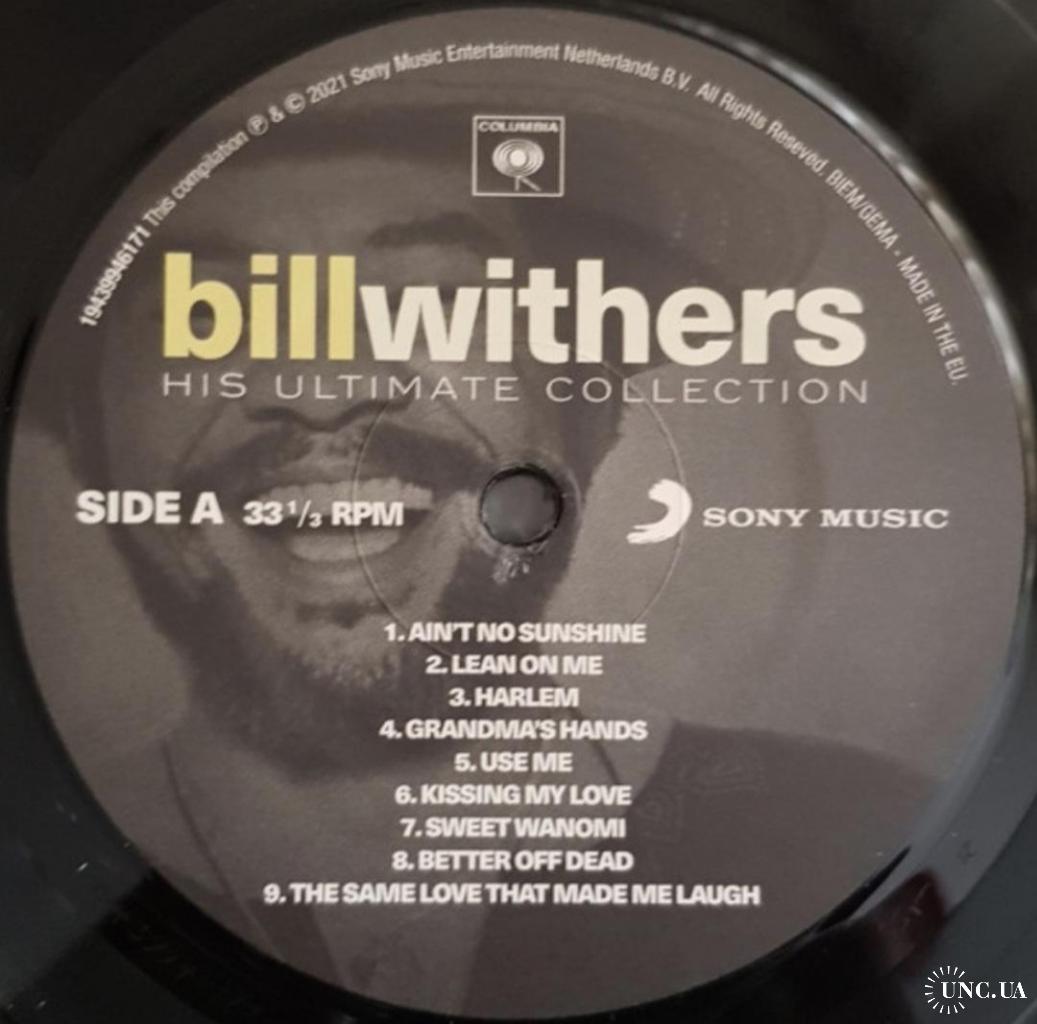 19439946171 This compilation ℗ & © 2021 Sony Music Entertainment Netherlands B.V. All Rights Reseved. BIEM/GEMA - MADE IN THE EU.
COLUMBIA
billwithers
HIS ULTIMATE COLLECTION
SIDE A 33 1/3 RPM
SONY MUSIC
1. AIN'T NO SUNSHINE
2. LEAN ON ME
3. HARLEM
4. GRANDMA'S HANDS
5. USE ME
6. KISSING MY LOVE
7. SWEET WANOMI
8. BETTER OFF DEAD
9. THE SAME LOVE THAT MADE ME LAUGH
UNC.UA